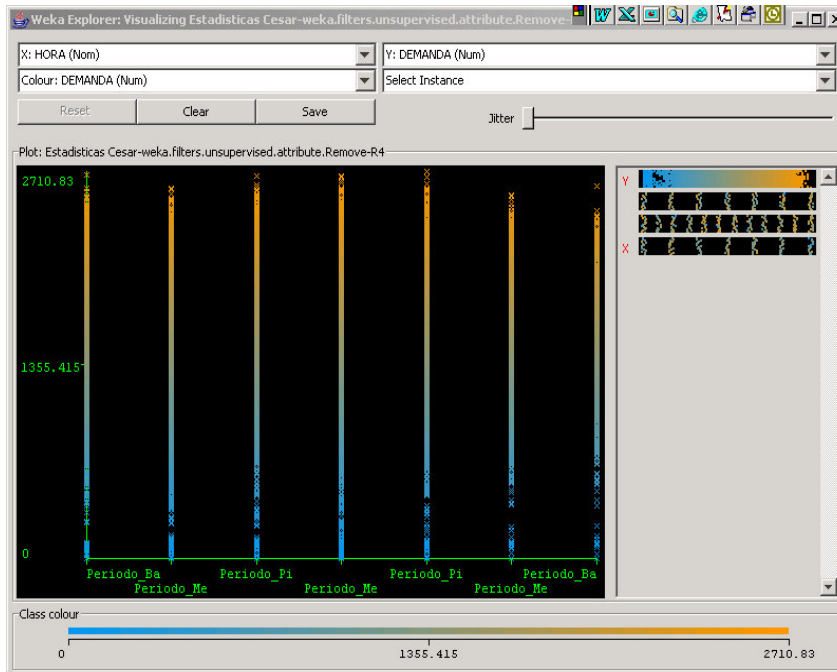 Weka Explorer: Visualizing Estadisticas Cesar-weka.filters.unsupervised.attribute.Remove-
X: HORA (Nom)
Y: DEMANDA (Num)
Colour: DEMANDA (Num)
Select Instance
Reset
Clear
Save
Jitter
Plot: Estadisticas Cesar-weka.filters.unsupervised.attribute.Remove-R4
2710.83
1355.415
0
Periodo_Ba
Periodo_Pi
Periodo_Pi
Periodo_Ba
Periodo_Me
Periodo_Me
Periodo_Me
Y
X
Class colour
0
1355.415
2710.83